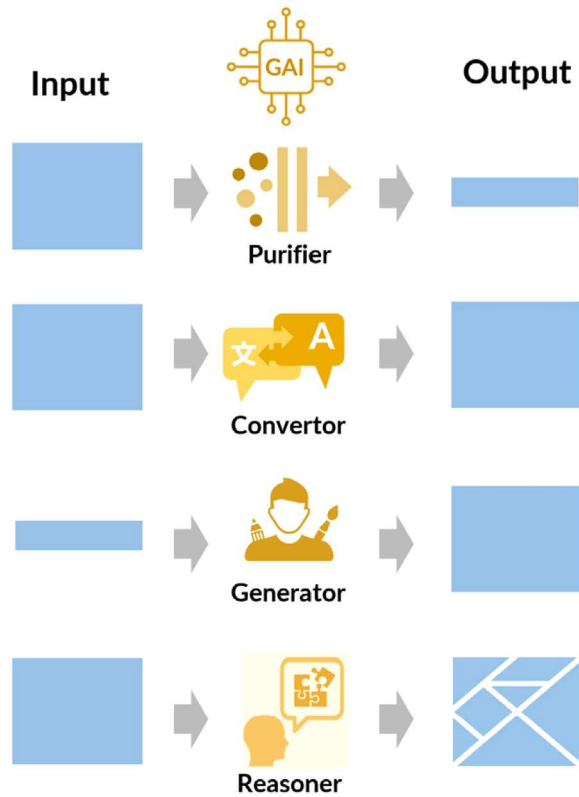 GAI
Input
Output
Purifier
文
A
Convertor
Generator
Reasoner